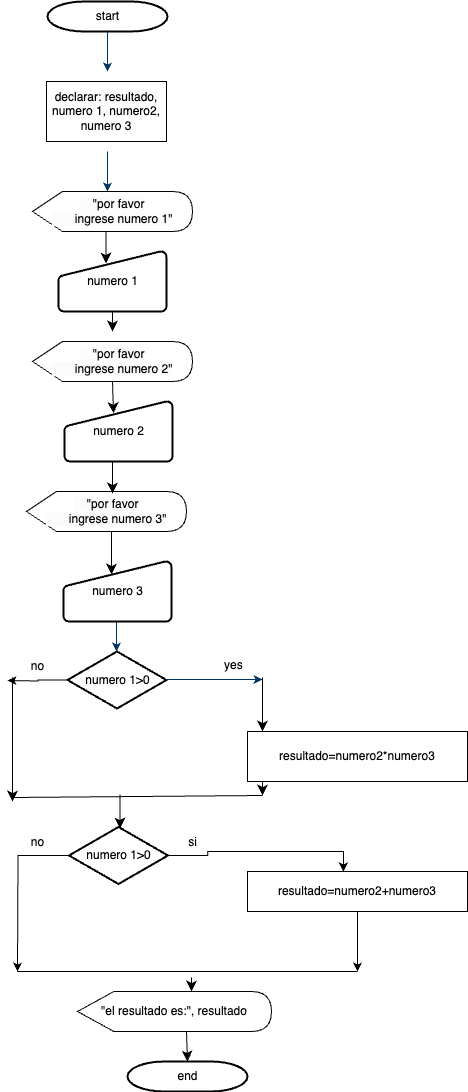 start
declarar: resultado,
numero 1, numero2,
numero 3
"por favor
ingrese numero 1"
numero 1
"por favor
ingrese numero 2"
numero 2
"por favor
ingrese numero 3"
numero 3
no
yes
numero 1>0
resultado=numero2*numero3
no
si
numero 1>0
resultado=numero2+numero3
"el resultado es:", resultado
end